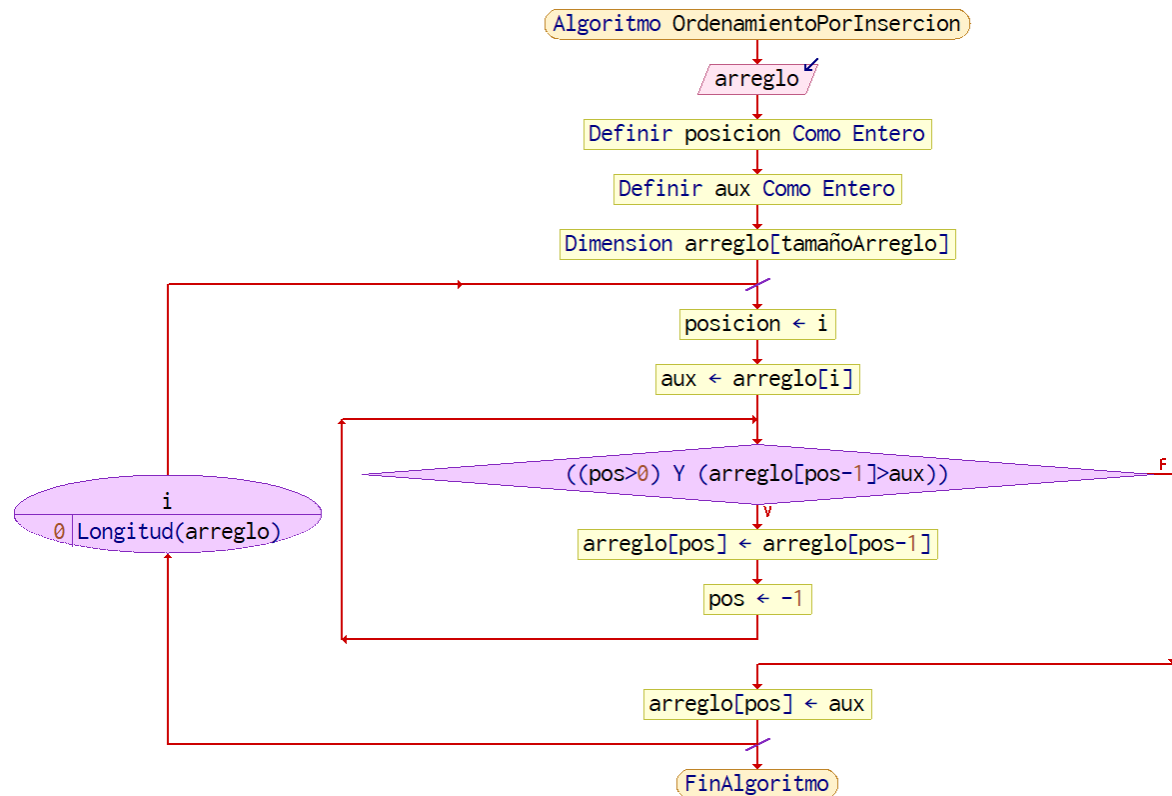 Algoritmo OrdenamientoPorInsercion
arreglo
Definir posicion Como Entero
Definir aux Como Entero
Dimension arreglo[tamañoArreglo]
posicion ← i
aux ← arreglo[i]
((pos>0) Y (arreglo[pos-1]>aux))
F
V
i
0 Longitud(arreglo)
arreglo[pos] ← arreglo[pos-1]
pos ← -1
arreglo[pos] ← aux
FinAlgoritmo